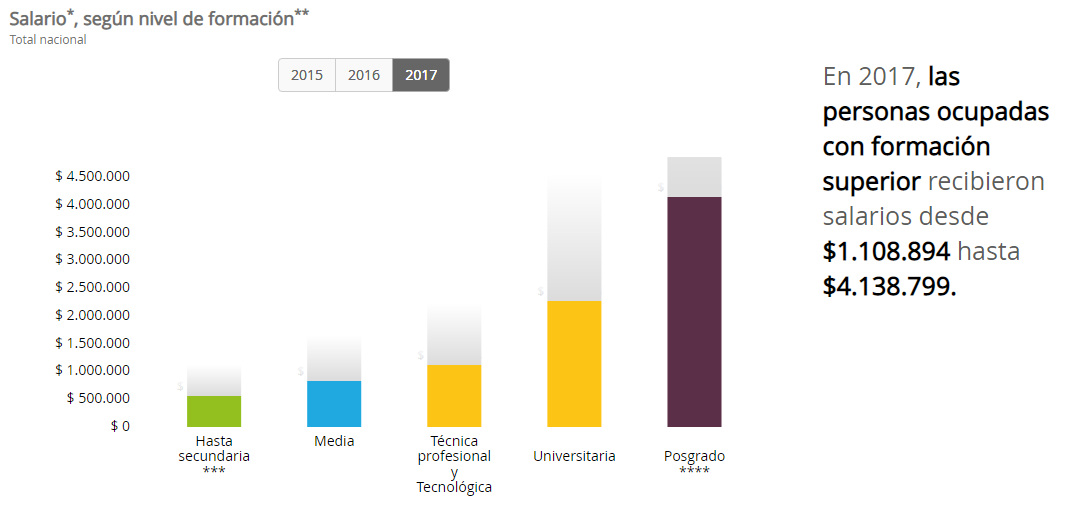 Salario*, según nivel de formación**
Total nacional
2015 2016 2017
En 2017, las
personas ocupadas
con formación
superior recibieron
salarios desde
$1.108.894 hasta
$4.138.799.
$ 4.500.000
$ 4.000.000
$ 3.500.000
$ 3.000.000
$ 2.500.000
$ 2.000.000
$ 1.500.000
$ 1.000.000
$ 500.000
$ 0
$
$
$
$
$
Hasta
secundaria
***
Media
Técnica
profesional
y
Tecnológica
Universitaria
Posgrado
****